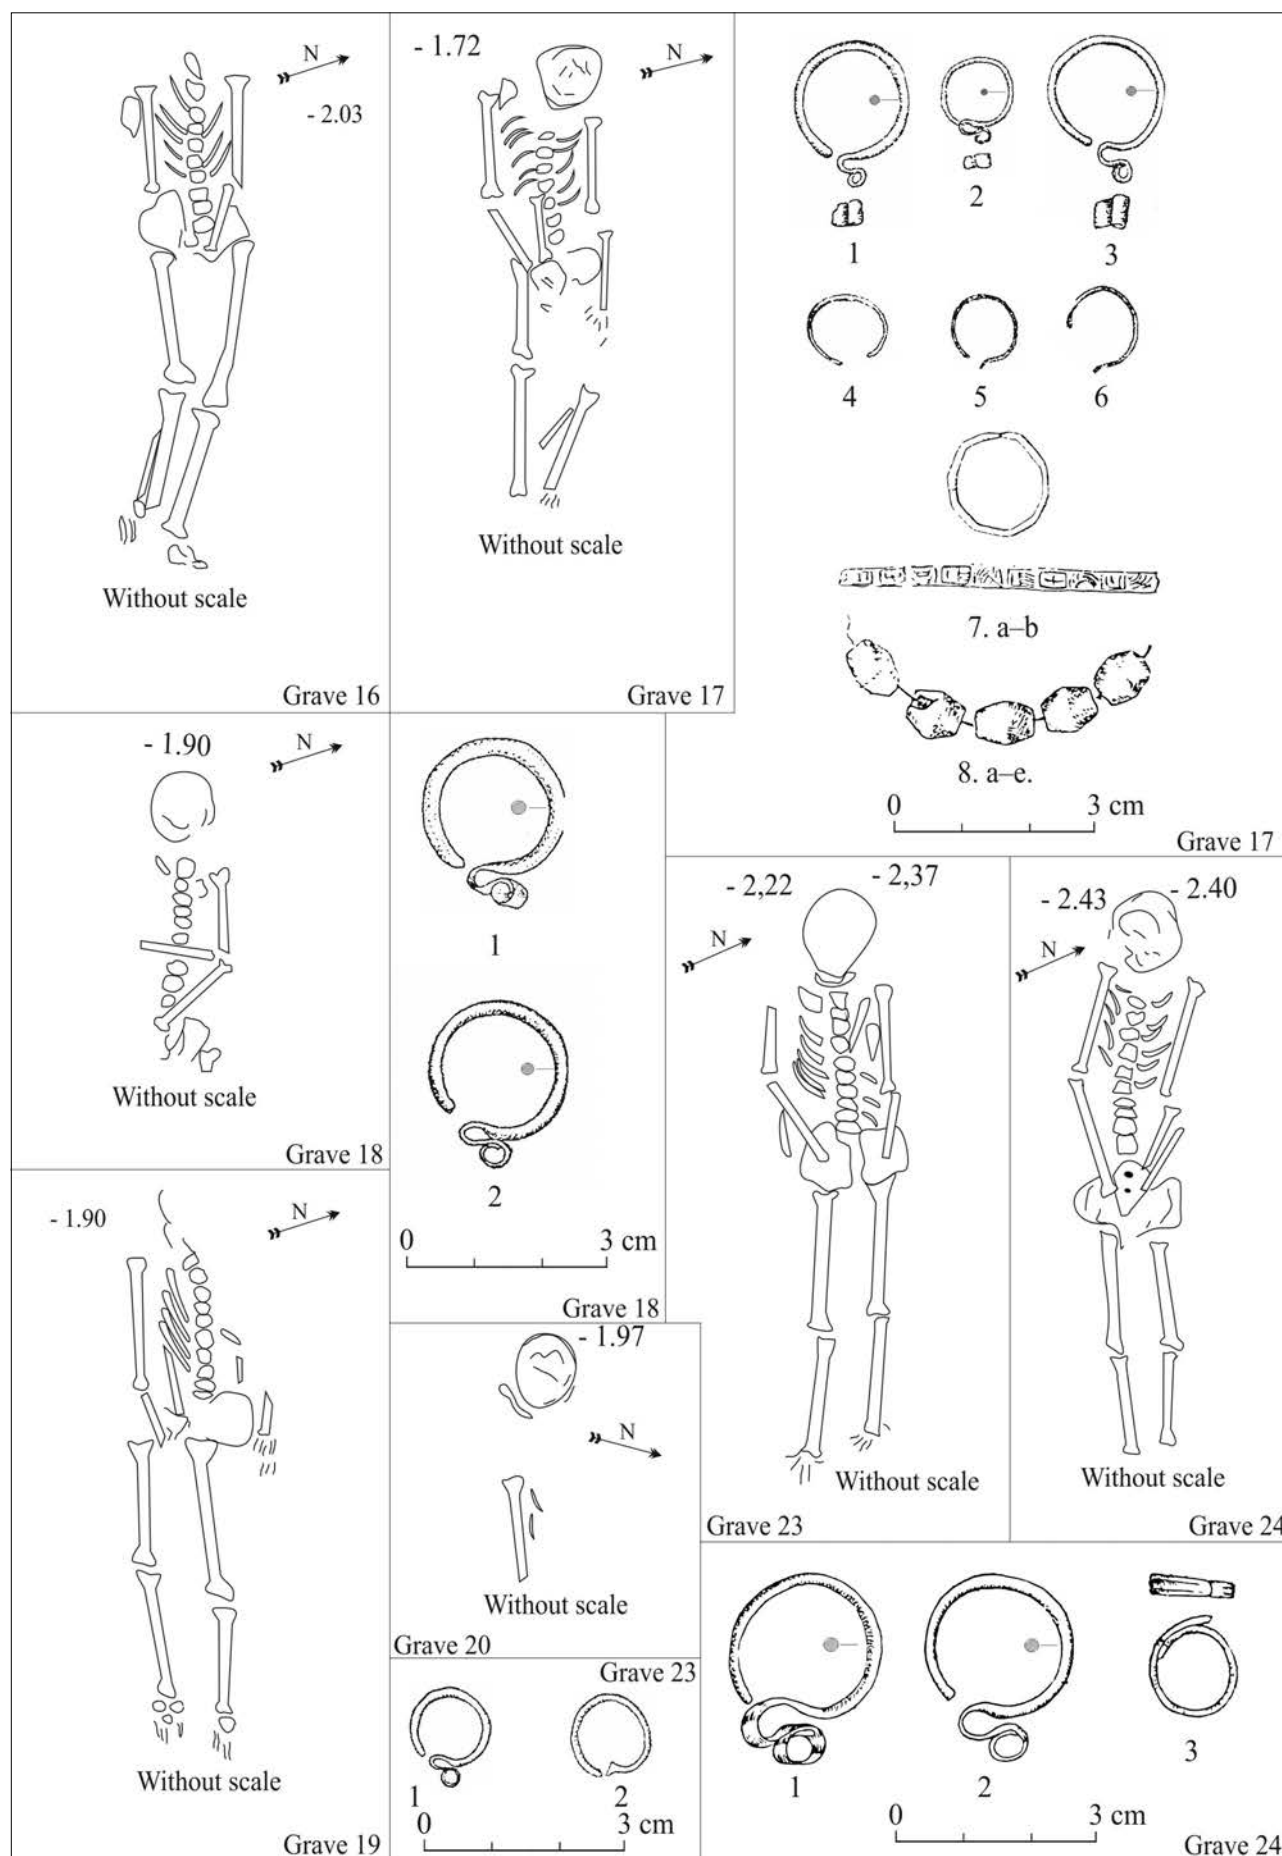 N
- 2.03
Without scale
Grave 16
- 1.72
N
Without scale
Grave 17
1
2
3
4
5
6
7. a–b
8. a–e.
0 3 cm
Grave 17
- 1.90
N
Without scale
Grave 18
1
2
0 3 cm
Grave 18
- 1.90
N
Without scale
Grave 19
- 1.97
N
Without scale
Grave 20
- 2,22
- 2,37
N
Without scale
Grave 23
- 2.43
- 2.40
N
Without scale
Grave 24
Grave 23
1
2
0 3 cm
1
2
3
0 3 cm
Grave 24